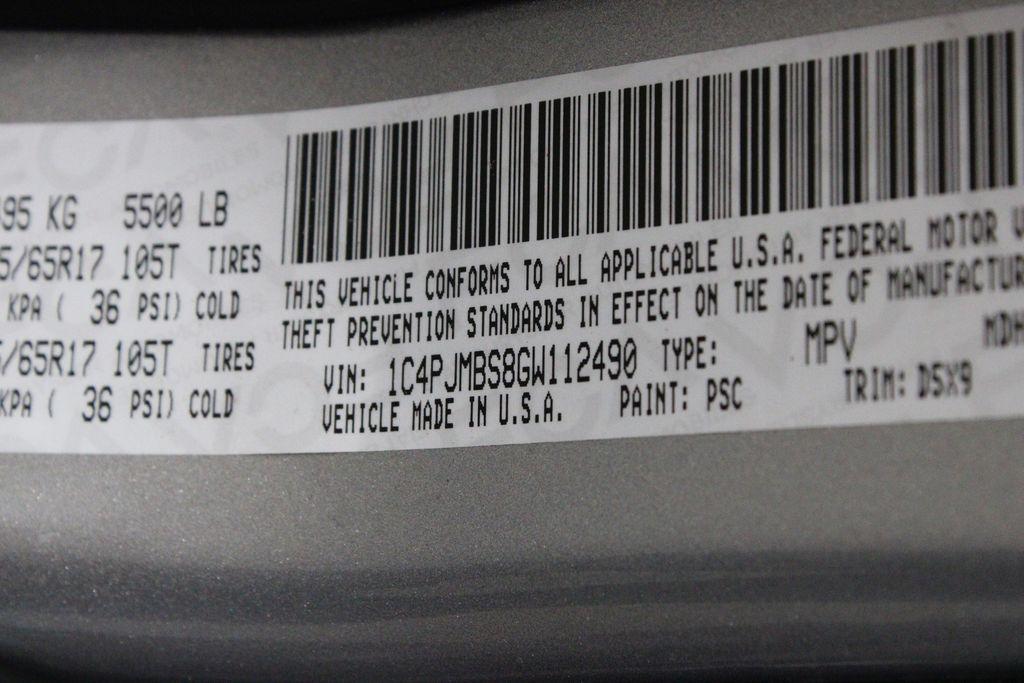 95 KG 5500 LB
5/65R17 105T TIRES
KPA ( 36 PSI) COLD
/65R17 105T TIRES
KPA ( 36 PSI) COLD
THIS VEHICLE CONFORMS TO ALL APPLICABLE U.S.A. FEDERAL MOTOR V
THEFT PREVENTION STANDARDS IN EFFECT ON THE DATE OF MANUFACTUR
VIN: 1C4PJMBS8GW112490 TYPE: MPV MDH
VEHICLE MADE IN U.S.A. PAINT: PSC TRIM: D5X9